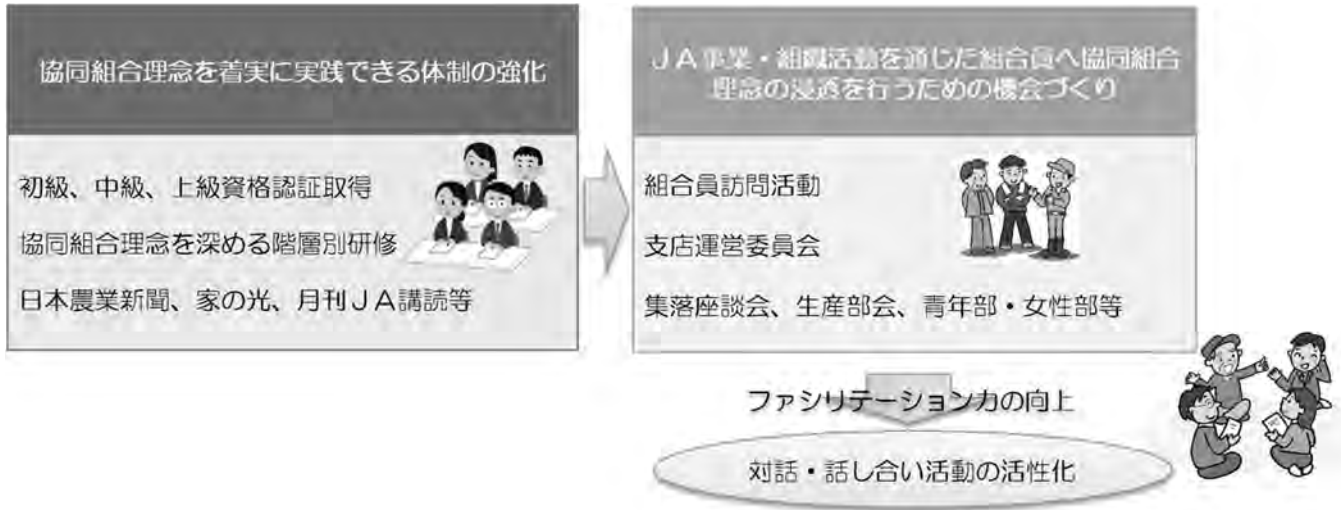 協同組合理念を着実に実践できる体制の強化
初級、中級、上級資格認証取得
協同組合理念を深める階層別研修
日本農業新聞、家の光、月刊ＪＡ講読等
ＪＡ事業・組織活動を通じた組合員へ協同組合
理念の浸透を行うための機会づくり
組合員訪問活動
支店運営委員会
集落座談会、生産部会、青年部・女性部等
ファシリテーション力の向上
対話・話し合い活動の活性化